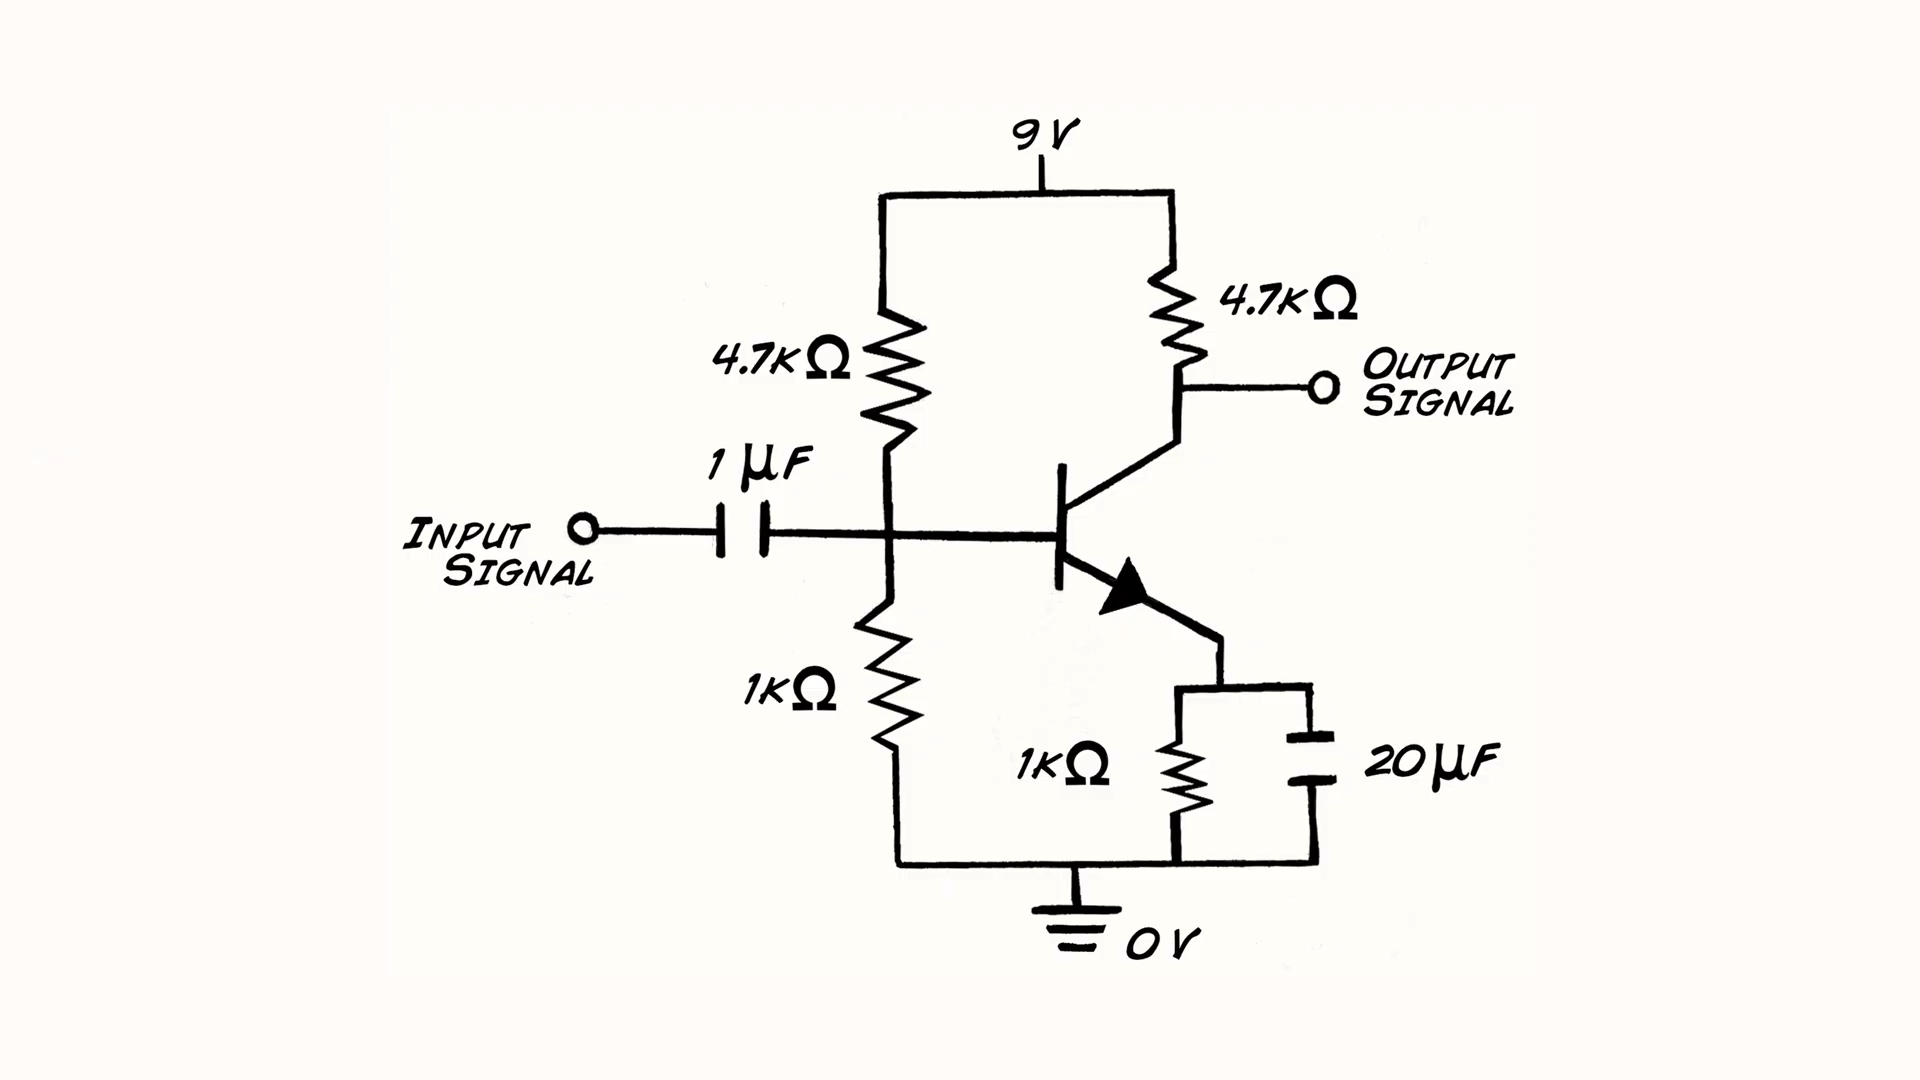 9V
4.7KΩ
4.7KΩ
OUTPUT
SIGNAL
1 μF
INPUT
SIGNAL
1KΩ
1KΩ
20μF
0V